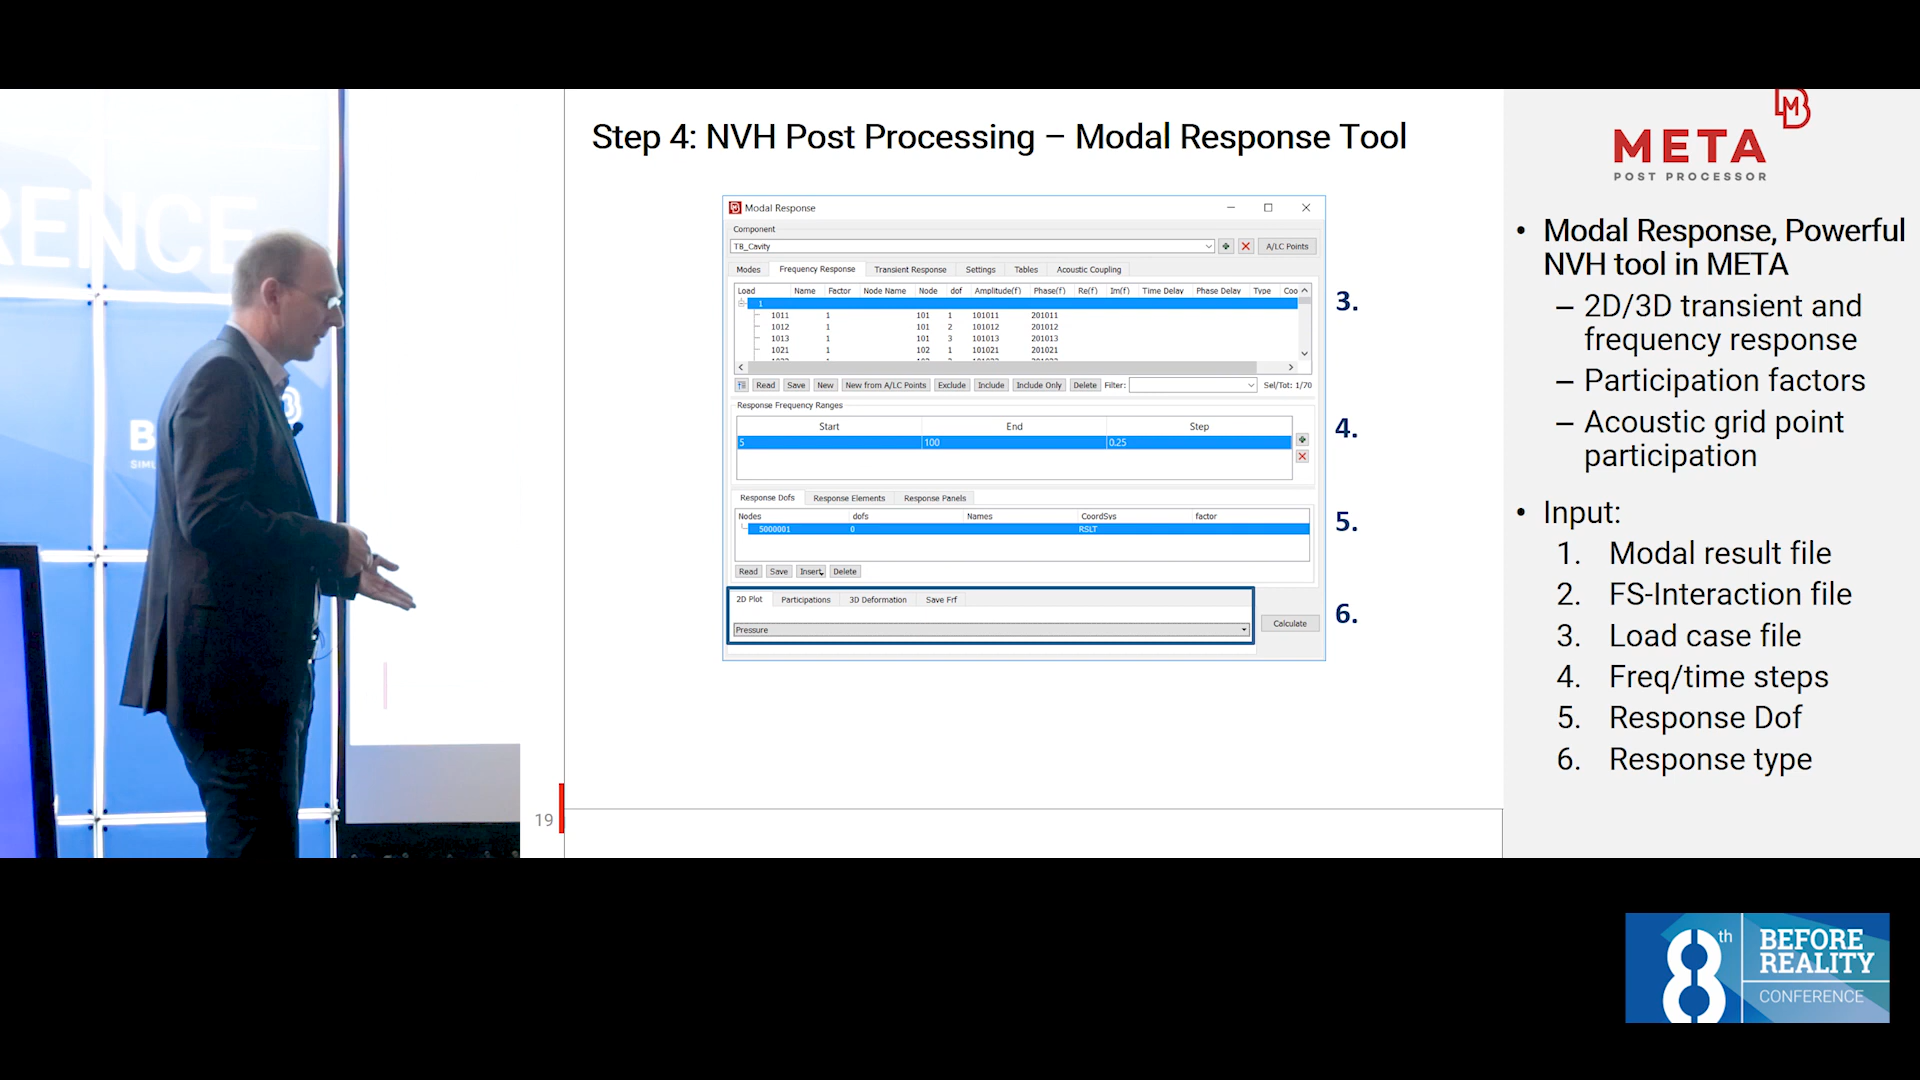 RENCE
B
Step 4: NVH Post Processing – Modal Response Tool
Modal Response
Component
TB_Cavity
A/LC Points
Modes Frequency Response Transient Response Settings Tables Acoustic Coupling
Load Name Factor Node Name Node dof Amplitude(f) Phase(f) Re(f) Im(f) Time Delay Phase Delay Type Coo
1
1011 1 101 1 101011 201011
1012 1 101 2 101012 201012
1013 1 101 3 101013 201013
1021 1 102 1 101021 201021
Read Save New New from A/LC Points Exclude Include Include Only Delete Filter: Sel/Tot: 1/70
Response Frequency Ranges
Start End Step
5 100 0.25
Response Dofs Response Elements Response Panels
Nodes dofs Names CoordSys factor
5000001 0 RSLT
Read Save Insert Delete
2D Plot Participations 3D Deformation Save Frf
Pressure
Calculate
3.
4.
5.
6.
19
META
POST PROCESSOR
• Modal Response, Powerful
NVH tool in META
– 2D/3D transient and
frequency response
– Participation factors
– Acoustic grid point
participation
• Input:
1. Modal result file
2. FS-Interaction file
3. Load case file
4. Freq/time steps
5. Response Dof
6. Response type
8th
BEFORE
REALITY
CONFERENCE